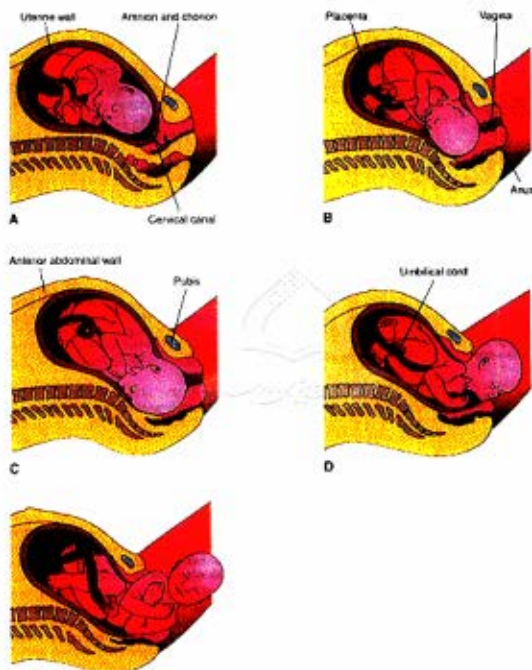 Uterine wall
Amnion and chorion
Cervical canal
A
Placenta
Vagina
Anus
B
Anterior abdominal wall
Pubis
C
Umbilical cord
D